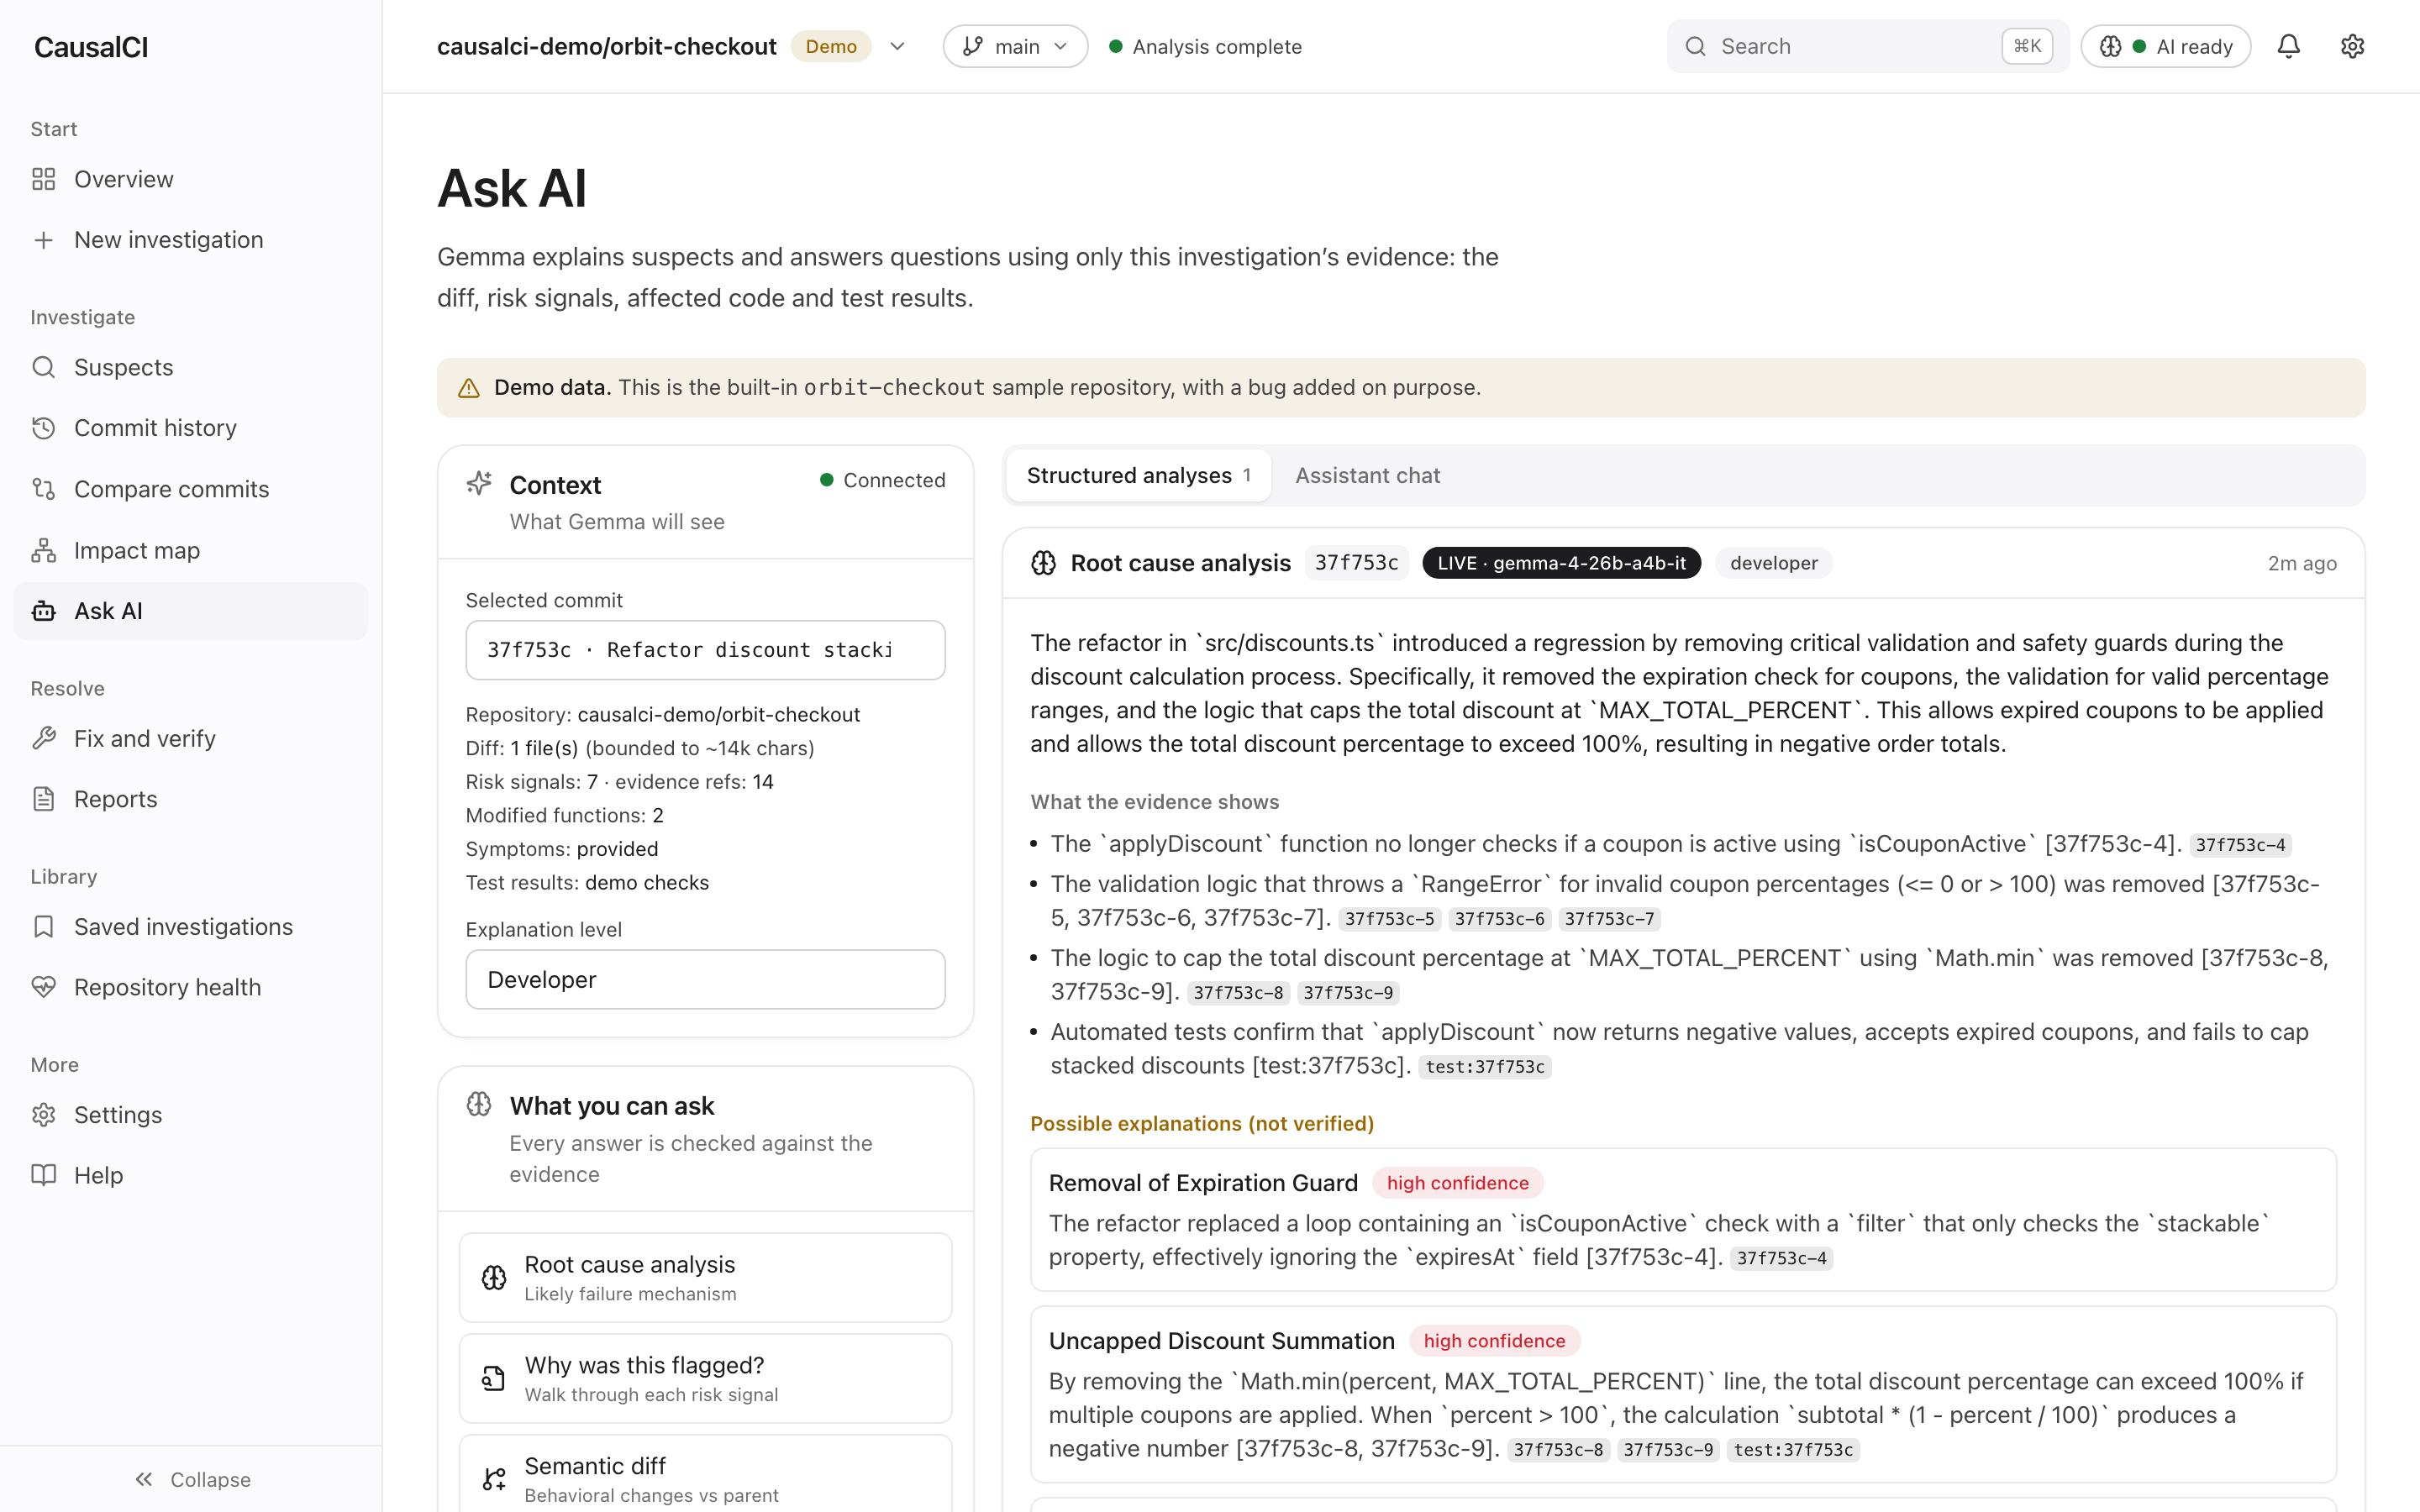 CausalCI
Start
Overview
New investigation
Investigate
Suspects
Commit history
Compare commits
Impact map
Ask AI
Resolve
Fix and verify
Reports
Library
Saved investigations
Repository health
More
Settings
Help
Collapse
causalci-demo/orbit-checkout Demo main Analysis complete Search ⌘K AI ready
Ask AI
Gemma explains suspects and answers questions using only this investigation’s evidence: the
diff, risk signals, affected code and test results.
Demo data. This is the built-in orbit-checkout sample repository, with a bug added on purpose.
Context Connected
What Gemma will see
Selected commit
37f753c · Refactor discount stacki
Repository: causalci-demo/orbit-checkout
Diff: 1 file(s) (bounded to ~14k chars)
Risk signals: 7 · evidence refs: 14
Modified functions: 2
Symptoms: provided
Test results: demo checks
Explanation level
Developer
What you can ask
Every answer is checked against the
evidence
Root cause analysis
Likely failure mechanism
Why was this flagged?
Walk through each risk signal
Semantic diff
Behavioral changes vs parent
Structured analyses 1 Assistant chat
Root cause analysis 37f753c LIVE · gemma-4-26b-a4b-it developer 2m ago
The refactor in `src/discounts.ts` introduced a regression by removing critical validation and safety guards during the
discount calculation process. Specifically, it removed the expiration check for coupons, the validation for valid percentage
ranges, and the logic that caps the total discount at `MAX_TOTAL_PERCENT`. This allows expired coupons to be applied
and allows the total discount percentage to exceed 100%, resulting in negative order totals.
What the evidence shows
• The `applyDiscount` function no longer checks if a coupon is active using `isCouponActive` [37f753c-4]. 37f753c-4
• The validation logic that throws a `RangeError` for invalid coupon percentages (<= 0 or > 100) was removed [37f753c-
5, 37f753c-6, 37f753c-7]. 37f753c-5 37f753c-6 37f753c-7
• The logic to cap the total discount percentage at `MAX_TOTAL_PERCENT` using `Math.min` was removed [37f753c-8,
37f753c-9]. 37f753c-8 37f753c-9
• Automated tests confirm that `applyDiscount` now returns negative values, accepts expired coupons, and fails to cap
stacked discounts [test:37f753c]. test:37f753c
Possible explanations (not verified)
Removal of Expiration Guard high confidence
The refactor replaced a loop containing an `isCouponActive` check with a `filter` that only checks the `stackable`
property, effectively ignoring the `expiresAt` field [37f753c-4]. 37f753c-4
Uncapped Discount Summation high confidence
By removing the `Math.min(percent, MAX_TOTAL_PERCENT)` line, the total discount percentage can exceed 100% if
multiple coupons are applied. When `percent > 100`, the calculation `subtotal * (1 - percent / 100)` produces a
negative number [37f753c-8, 37f753c-9]. 37f753c-8 37f753c-9 test:37f753c